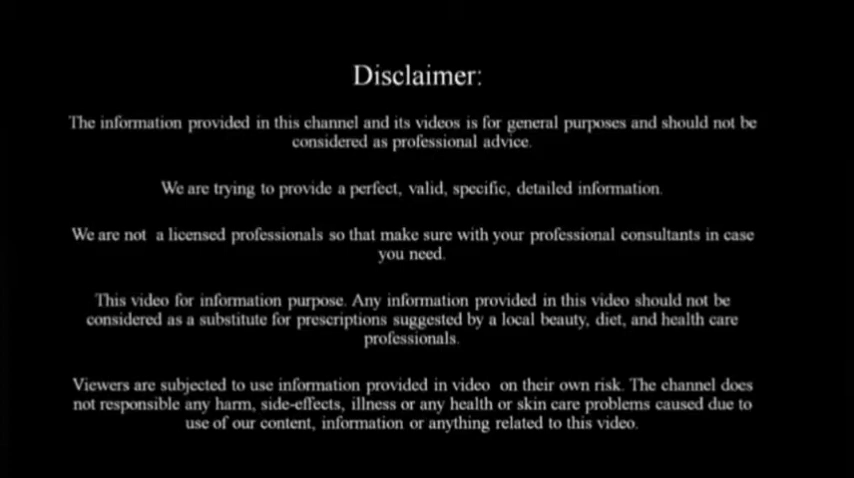 Disclaimer:
The information provided in this channel and its videos is for general purposes and should not be
considered as professional advice.
We are trying to provide a perfect, valid, specific, detailed information.
We are not a licensed professionals so that make sure with your professional consultants in case
you need.
This video for information purpose. Any information provided in this video should not be
considered as a substitute for prescriptions suggested by a local beauty, diet, and health care
professionals.
Viewers are subjected to use information provided in video on their own risk. The channel does
not responsible any harm, side-effects, illness or any health or skin care problems caused due to
use of our content, information or anything related to this video.